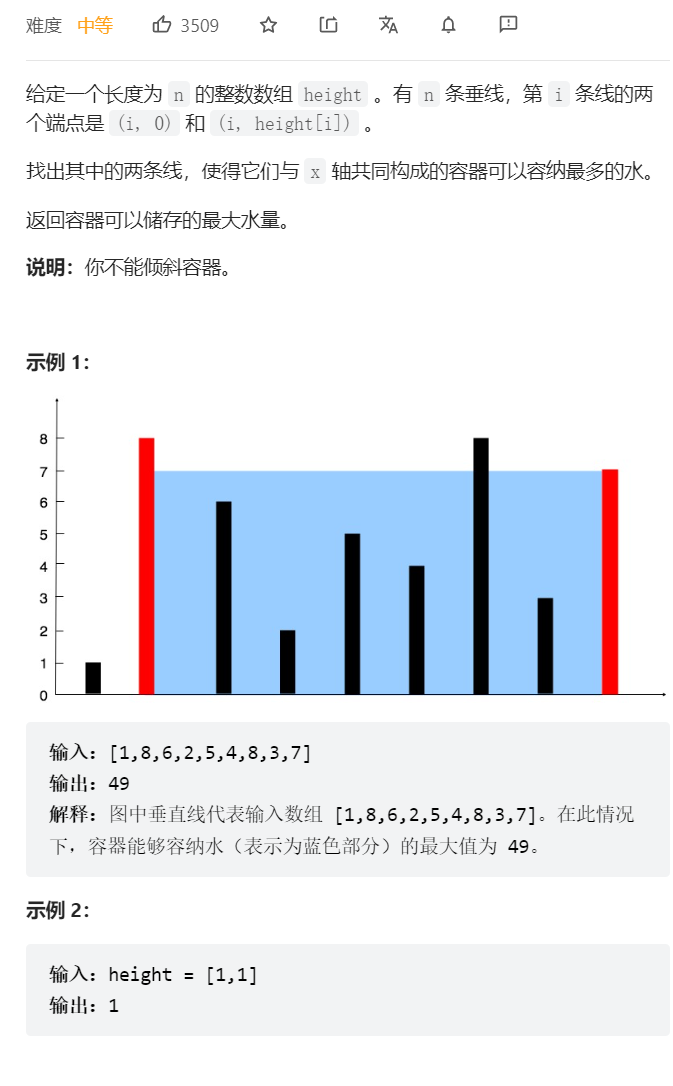 难度 中等 3509
给定一个长度为 n 的整数数组 height 。有 n 条垂线，第 i 条线的两
个端点是 (i, 0) 和 (i, height[i]) 。
找出其中的两条线，使得它们与 x 轴共同构成的容器可以容纳最多的水。
返回容器可以储存的最大水量。
说明：你不能倾斜容器。
示例 1：
8
7
6
5
4
3
2
1
0
输入：[1,8,6,2,5,4,8,3,7]
输出：49
解释：图中垂直线代表输入数组 [1,8,6,2,5,4,8,3,7]。在此情况
下，容器能够容纳水（表示为蓝色部分）的最大值为 49。
示例 2：
输入：height = [1,1]
输出：1